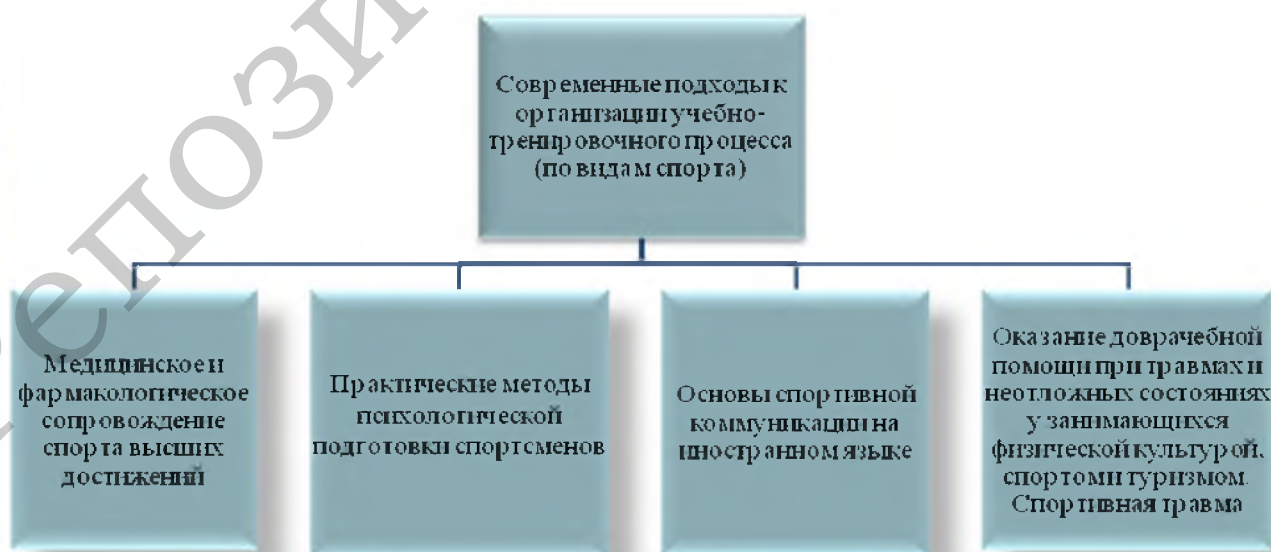 Репози
Современные подходы к
организации учебно-
тренировочного процесса
(по видам спорта)
Медицинское и
фармакологическое
сопровождение
спорта высших
достижений
Практические методы
психологической
подготовки спортсменов
Основы спортивной
коммуникации на
иностранном языке
Оказание доврачебной
помощи при травмах и
неотложных состояниях
у занимающихся
физической культурой,
спортом и туризмом.
Спортивная травма